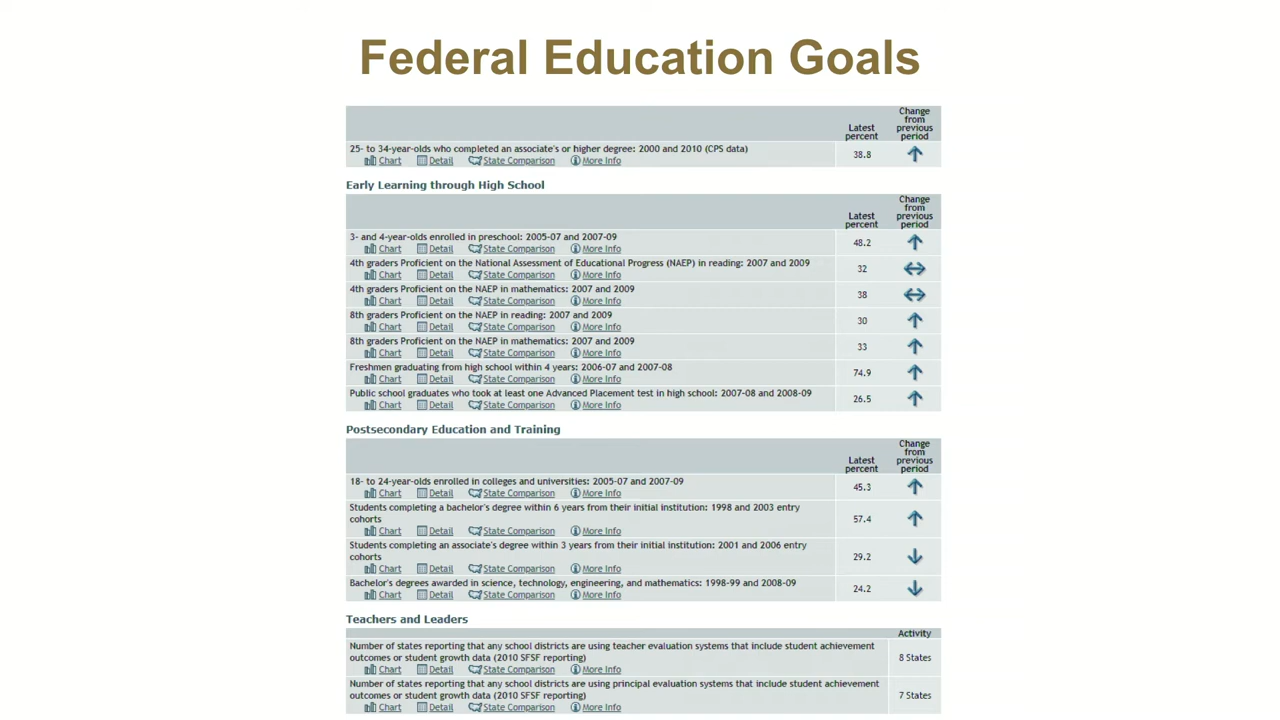 Federal Education Goals
Latest percent
Change from previous period
25- to 34-year-olds who completed an associate's or higher degree: 2000 and 2010 (CPS data)
Chart Detail State Comparison More Info
38.8
Early Learning through High School
Latest percent
Change from previous period
3- and 4-year-olds enrolled in preschool: 2005-07 and 2007-09
Chart Detail State Comparison More Info
48.2
4th graders Proficient on the National Assessment of Educational Progress (NAEP) in reading: 2007 and 2009
Chart Detail State Comparison More Info
32
4th graders Proficient on the NAEP in mathematics: 2007 and 2009
Chart Detail State Comparison More Info
38
8th graders Proficient on the NAEP in reading: 2007 and 2009
Chart Detail State Comparison More Info
30
8th graders Proficient on the NAEP in mathematics: 2007 and 2009
Chart Detail State Comparison More Info
33
Freshmen graduating from high school within 4 years: 2006-07 and 2007-08
Chart Detail State Comparison More Info
74.9
Public school graduates who took at least one Advanced Placement test in high school: 2007-08 and 2008-09
Chart Detail State Comparison More Info
26.5
Postsecondary Education and Training
Latest percent
Change from previous period
18- to 24-year-olds enrolled in colleges and universities: 2005-07 and 2007-09
Chart Detail State Comparison More Info
45.3
Students completing a bachelor's degree within 6 years from their initial institution: 1998 and 2003 entry
cohorts
Chart Detail State Comparison More Info
57.4
Students completing an associate's degree within 3 years from their initial institution: 2001 and 2006 entry
cohorts
Chart Detail State Comparison More Info
29.2
Bachelor's degrees awarded in science, technology, engineering, and mathematics: 1998-99 and 2008-09
Chart Detail State Comparison More Info
24.2
Teachers and Leaders
Activity
Number of states reporting that any school districts are using teacher evaluation systems that include student achievement
outcomes or student growth data (2010 SFSF reporting)
Chart Detail State Comparison More Info
8 States
Number of states reporting that any school districts are using principal evaluation systems that include student achievement
outcomes or student growth data (2010 SFSF reporting)
Chart Detail State Comparison More Info
7 States